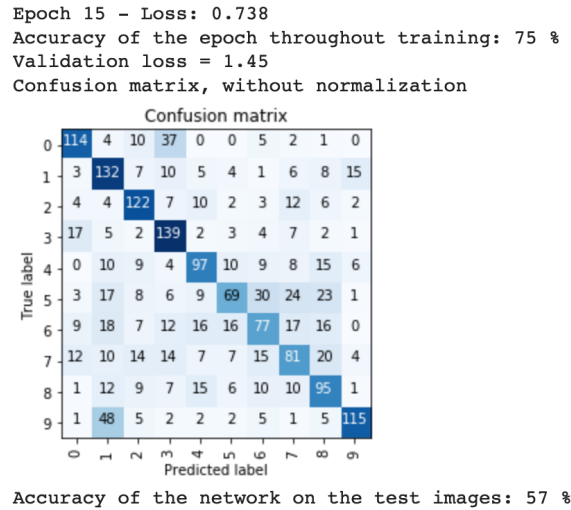 Epoch 15 – Loss: 0.738
Accuracy of the epoch throughout training: 75 %
Validation loss = 1.45
Confusion matrix, without normalization
Confusion matrix
0 114 4 10 37 0 0 5 2 1 0
1 3 132 7 10 5 4 1 6 8 15
2 4 4 122 7 10 2 3 12 6 2
3 17 5 2 139 2 3 4 7 2 1
4 0 10 9 4 97 10 9 8 15 6
5 3 17 8 6 9 69 30 24 23 1
6 9 18 7 12 16 16 77 17 16 0
7 12 10 14 14 7 7 15 81 20 4
8 1 12 9 7 15 6 10 10 95 1
9 1 48 5 2 2 2 5 1 5 115
True label
0 1 2 3 4 5 6 7 8 9
Predicted label
Accuracy of the network on the test images: 57 %